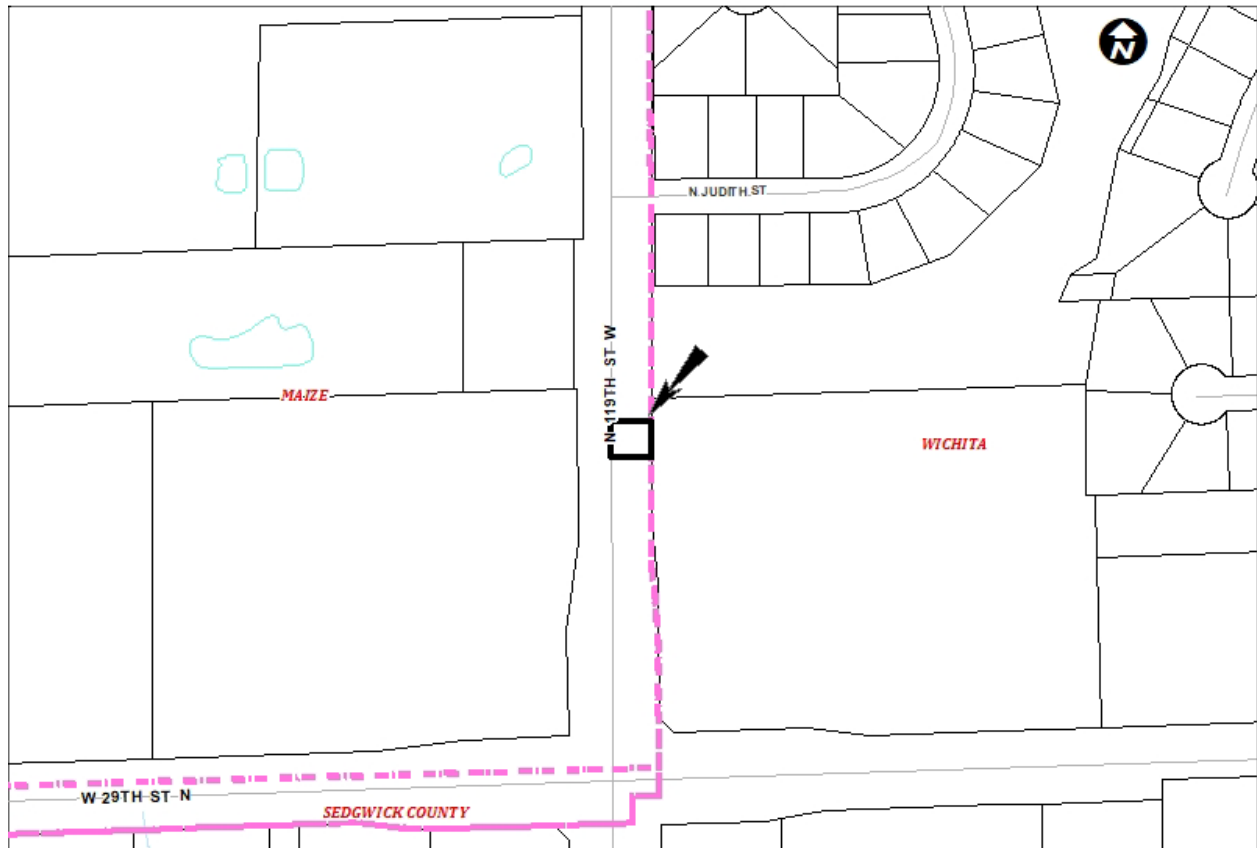 N
N JUDITH ST
N 119TH ST W
MAIZE
WICHITA
W 29TH ST N
SEDGWICK COUNTY